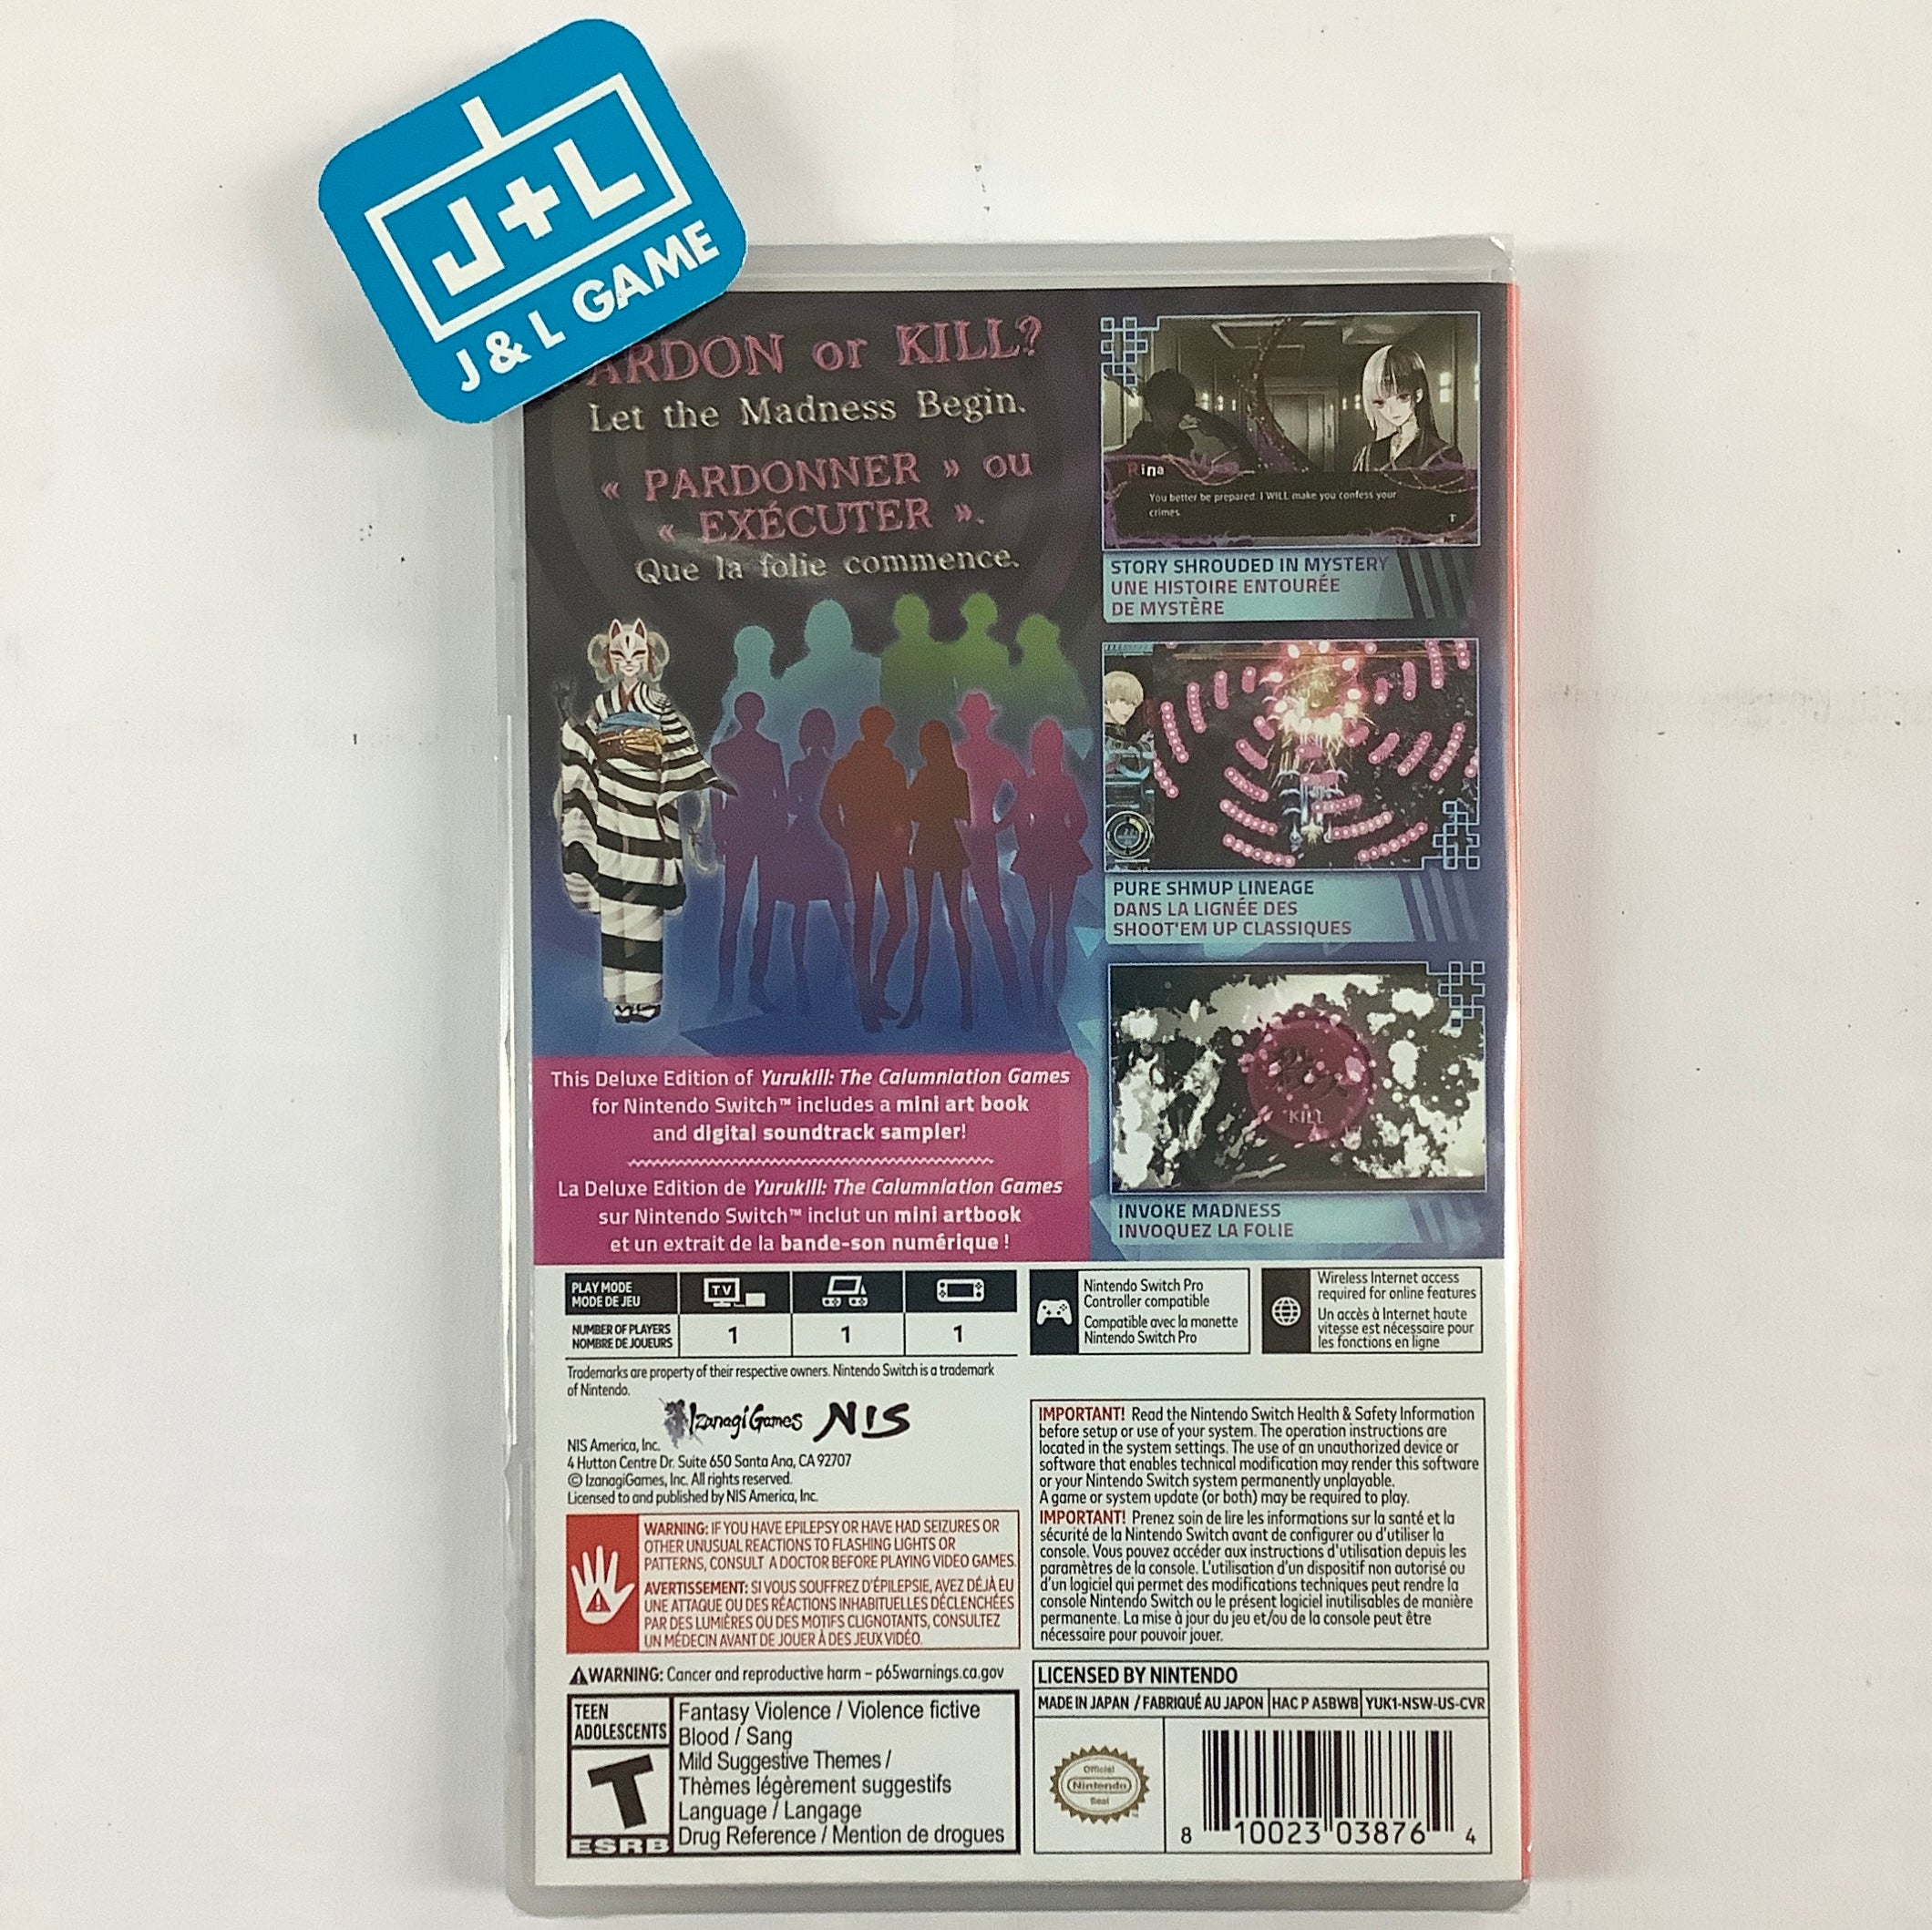 J+L
J & L GAME
ARDON or KILL?
Let the Madness Begin.
« PARDONNER » OU
« EXÉCUTER ».
Que la folie commence.
Rina
You better be prepared. I WILL make you confess your
crimes.
STORY SHROUDED IN MYSTERY
UNE HISTOIRE ENTOURÉE
DE MYSTÈRE
PURE SHMUP LINEAGE
DANS LA LIGNÉE DES
SHOOT'EM UP CLASSIQUES
KILL
INVOKE MADNESS
INVOQUEZ LA FOLIE
This Deluxe Edition of Yurukill: The Calumniation Games
for Nintendo Switch™ includes a mini art book
and digital soundtrack sampler!
La Deluxe Edition de Yurukill: The Calumniation Games
sur Nintendo Switch™ inclut un mini artbook
et un extrait de la bande-son numérique !
PLAY MODE
MODE DE JEU
TV
NUMBER OF PLAYERS
NOMBRE DE JOUEURS
1
1
1
Nintendo Switch Pro
Controller compatible
Compatible avec la manette
Nintendo Switch Pro
Wireless Internet access
required for online features
Un accès à Internet haute
vitesse est nécessaire pour
les fonctions en ligne
Trademarks are property of their respective owners. Nintendo Switch is a trademark
of Nintendo.
IzanagiGames NIS
NIS America, Inc.
4 Hutton Centre Dr. Suite 650 Santa Ana, CA 92707
© IzanagiGames, Inc. All rights reserved.
Licensed to and published by NIS America, Inc.
WARNING: IF YOU HAVE EPILEPSY OR HAVE HAD SEIZURES OR
OTHER UNUSUAL REACTIONS TO FLASHING LIGHTS OR
PATTERNS, CONSULT A DOCTOR BEFORE PLAYING VIDEO GAMES.
AVERTISSEMENT: SI VOUS SOUFFREZ D'ÉPILEPSIE, AVEZ DÉJÀ EU
UNE ATTAQUE OU DES RÉACTIONS INHABITUELLES DÉCLENCHÉES
PAR DES LUMIÈRES OU DES MOTIFS CLIGNOTANTS, CONSULTEZ
UN MÉDECIN AVANT DE JOUER À DES JEUX VIDÉO.
IMPORTANT! Read the Nintendo Switch Health & Safety Information
before setup or use of your system. The operation instructions are
located in the system settings. The use of an unauthorized device or
software that enables technical modification may render this software
or your Nintendo Switch system permanently unplayable.
A game or system update (or both) may be required to play.
IMPORTANT! Prenez soin de lire les informations sur la santé et la
sécurité de la Nintendo Switch avant de configurer ou d'utiliser la
console. Vous pouvez accéder aux instructions d'utilisation depuis les
paramètres de la console. L'utilisation d'un dispositif non autorisé ou
d'un logiciel qui permet des modifications techniques peut rendre la
console Nintendo Switch ou le présent logiciel inutilisables de manière
permanente. La mise à jour du jeu et/ou de la console peut être
nécessaire pour pouvoir jouer.
WARNING: Cancer and reproductive harm – p65warnings.ca.gov
TEEN
ADOLESCENTS
T
ESRB
Fantasy Violence / Violence fictive
Blood / Sang
Mild Suggestive Themes /
Thèmes légèrement suggestifs
Language / Langage
Drug Reference / Mention de drogues
LICENSED BY NINTENDO
MADE IN JAPAN / FABRIQUÉ AU JAPON HAC P A5BWB YUK1-NSW-US-CVR
Official
Nintendo
Seal
8 10023 03876 4